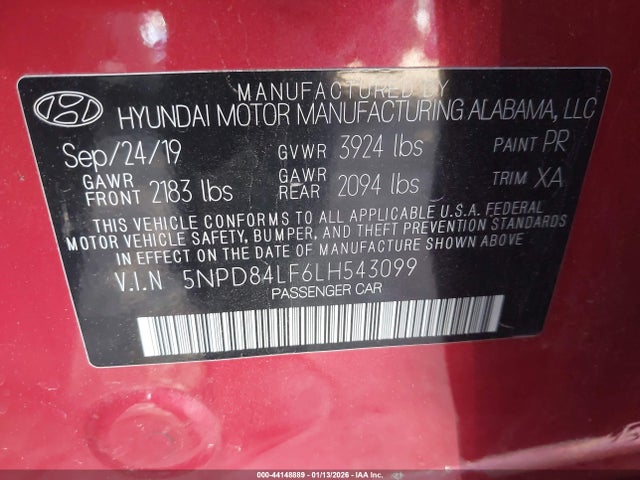 MANUFACTURED BY
HYUNDAI MOTOR MANUFACTURING ALABAMA, LLC
Sep/24/19 GVWR 3924 lbs PAINT PR
GAWR FRONT 2183 lbs GAWR REAR 2094 lbs TRIM XA
THIS VEHICLE CONFORMS TO ALL APPLICABLE U.S.A. FEDERAL
MOTOR VEHICLE SAFETY, BUMPER, AND THEFT PREVENTION STANDARDS
IN EFFECT ON THE DATE OF MANUFACTURE SHOWN ABOVE.
V.I.N 5NPD84LF6LH543099
PASSENGER CAR
000-44148889 - 01/13/2026 - IAA Inc.